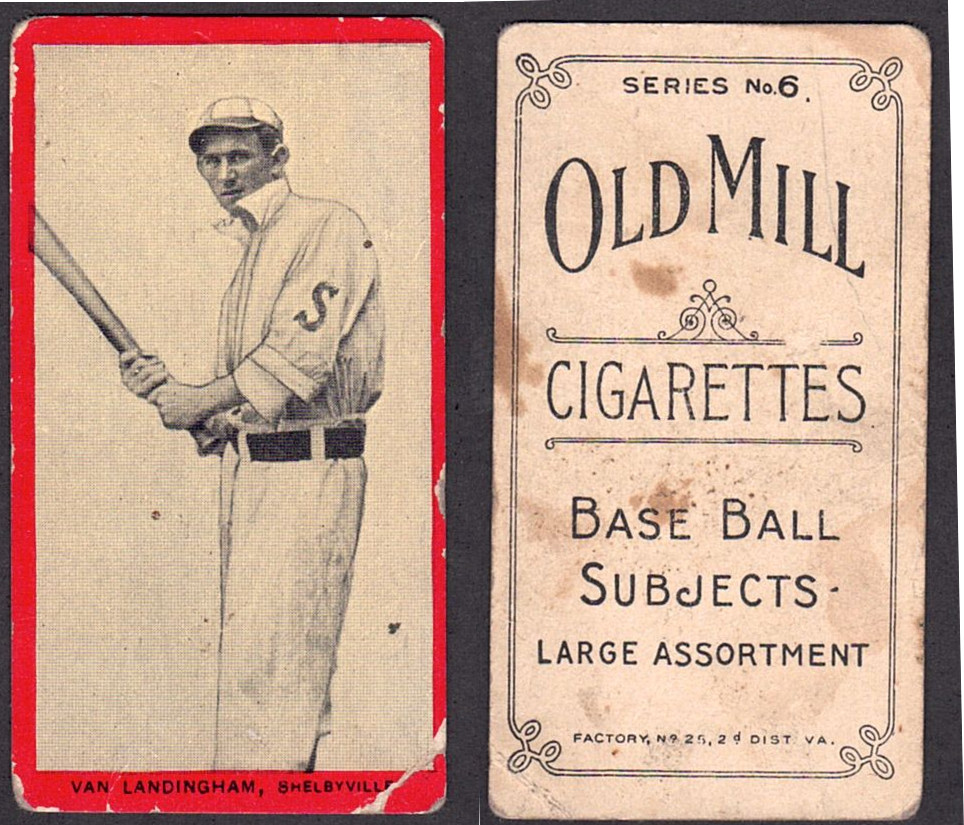 S
VAN LANDINGHAM, SHELBYVILLE
SERIES No.6.
OLD MILL
CIGARETTES
BASE BALL
SUBJECTS
LARGE ASSORTMENT
FACTORY, Nº 25, 2d DIST. VA.